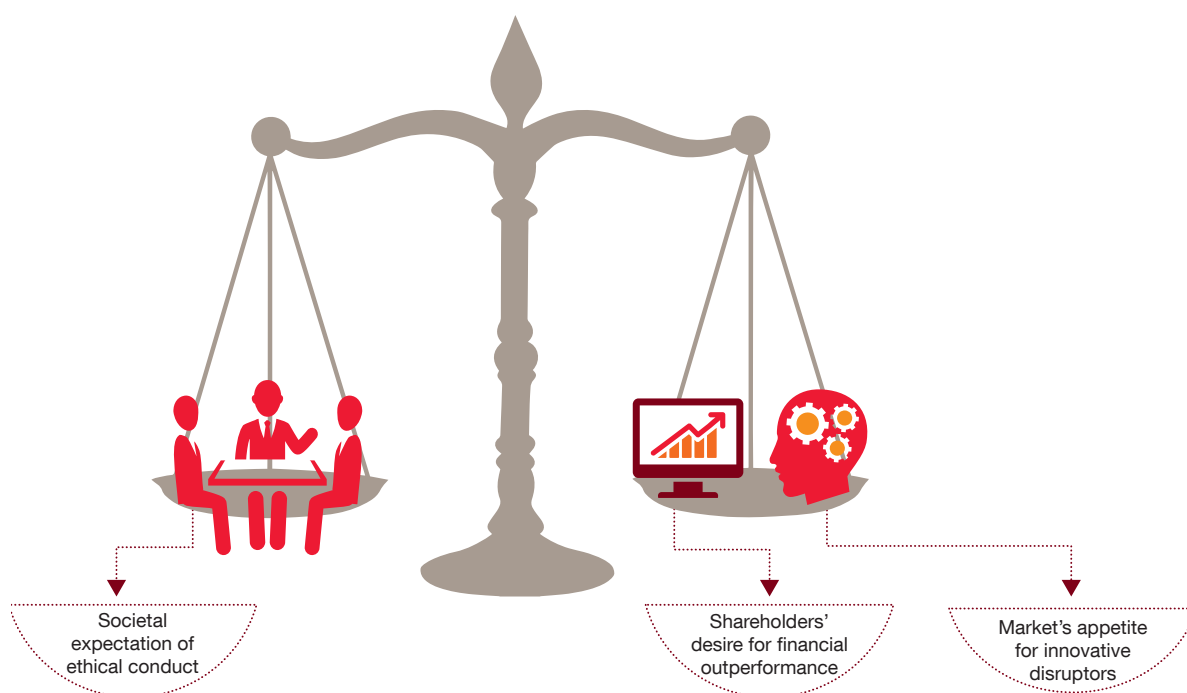 Societal
expectation of
ethical conduct
Shareholders’
desire for financial
outperformance
Market’s appetite
for innovative
disruptors